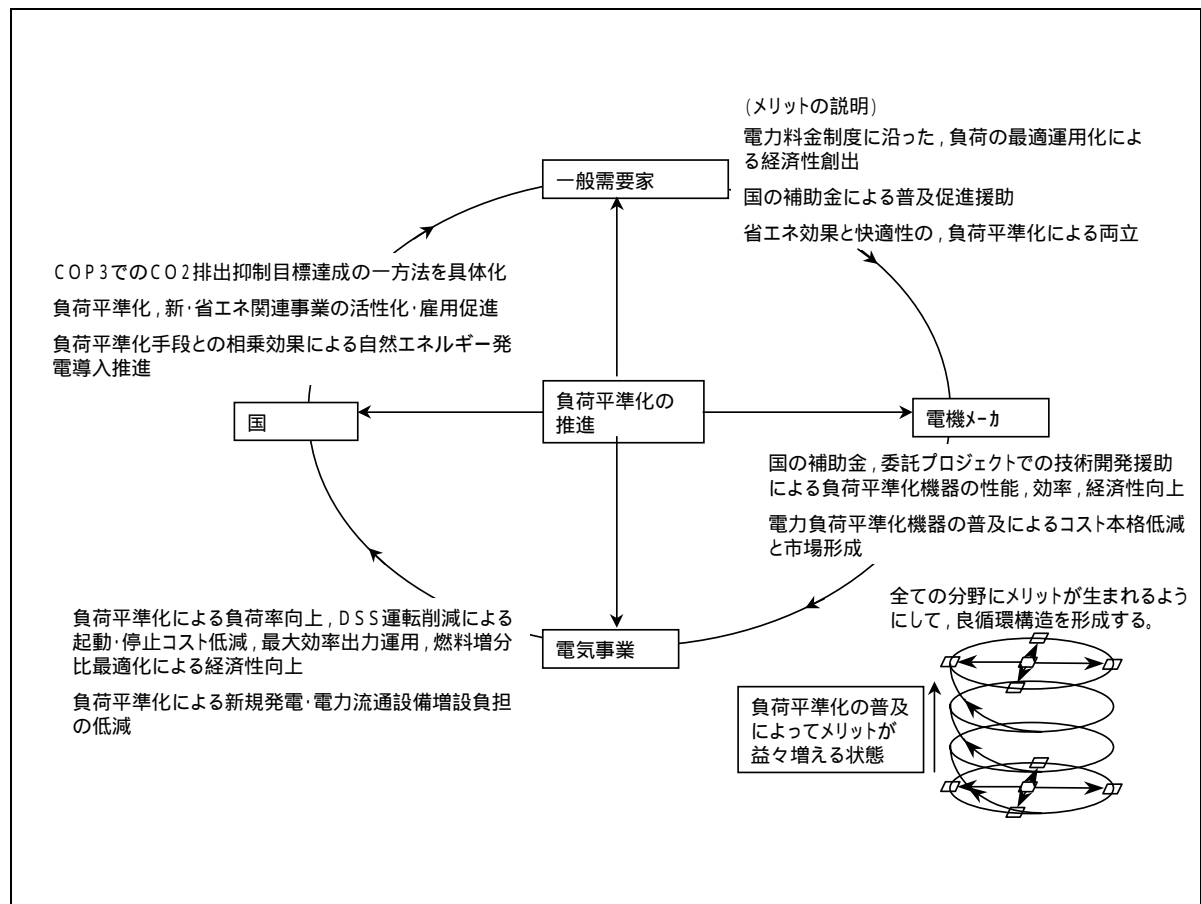 (メリットの説明)
電力料金制度に沿った,負荷の最適運用化によ
る経済性創出
国の補助金による普及促進援助
省エネ効果と快適性の,負荷平準化による両立
一般需要家
COP3でのCO2排出抑制目標達成の一方法を具体化
負荷平準化,新・省エネ関連事業の活性化・雇用促進
負荷平準化手段との相乗効果による自然エネルギー発
電導入推進
国
負荷平準化の
推進
電機メーカ
国の補助金,委託プロジェクトでの技術開発援助
による負荷平準化機器の性能,効率,経済性向上
電力負荷平準化機器の普及によるコスト本格低減
と市場形成
負荷平準化による負荷率向上,DSS運転削減による
起動・停止コスト低減,最大効率出力運用,燃料増分
比最適化による経済性向上
負荷平準化による新規発電・電力流通設備増設負担
の低減
電気事業
全ての分野にメリットが生まれるよう
にして,良循環構造を形成する。
負荷平準化の普及
によってメリットが
益々増える状態